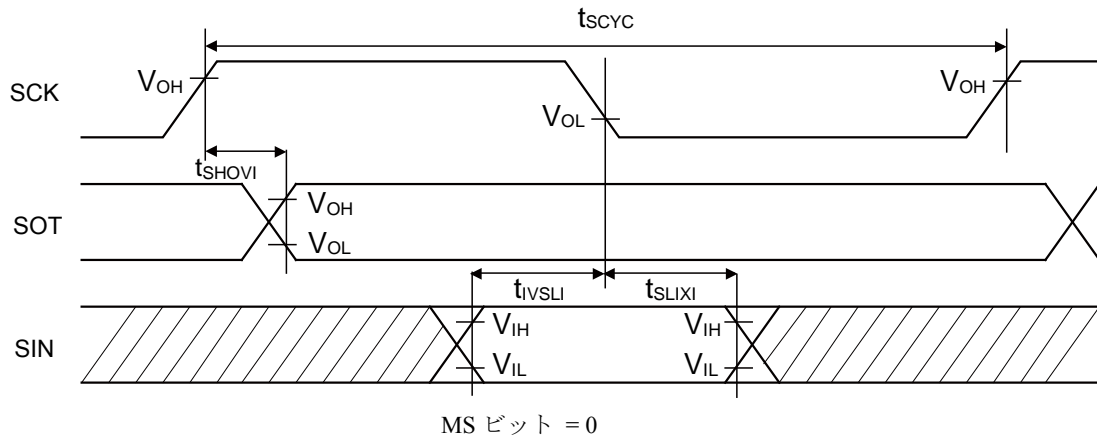 tSCYC
SCK
VOH
VOL
VOH
tSHOVI
SOT
VOH
VOL
tIVSLI
tSLIXI
SIN
VIH
VIL
VIH
VIL
MS ビット = 0